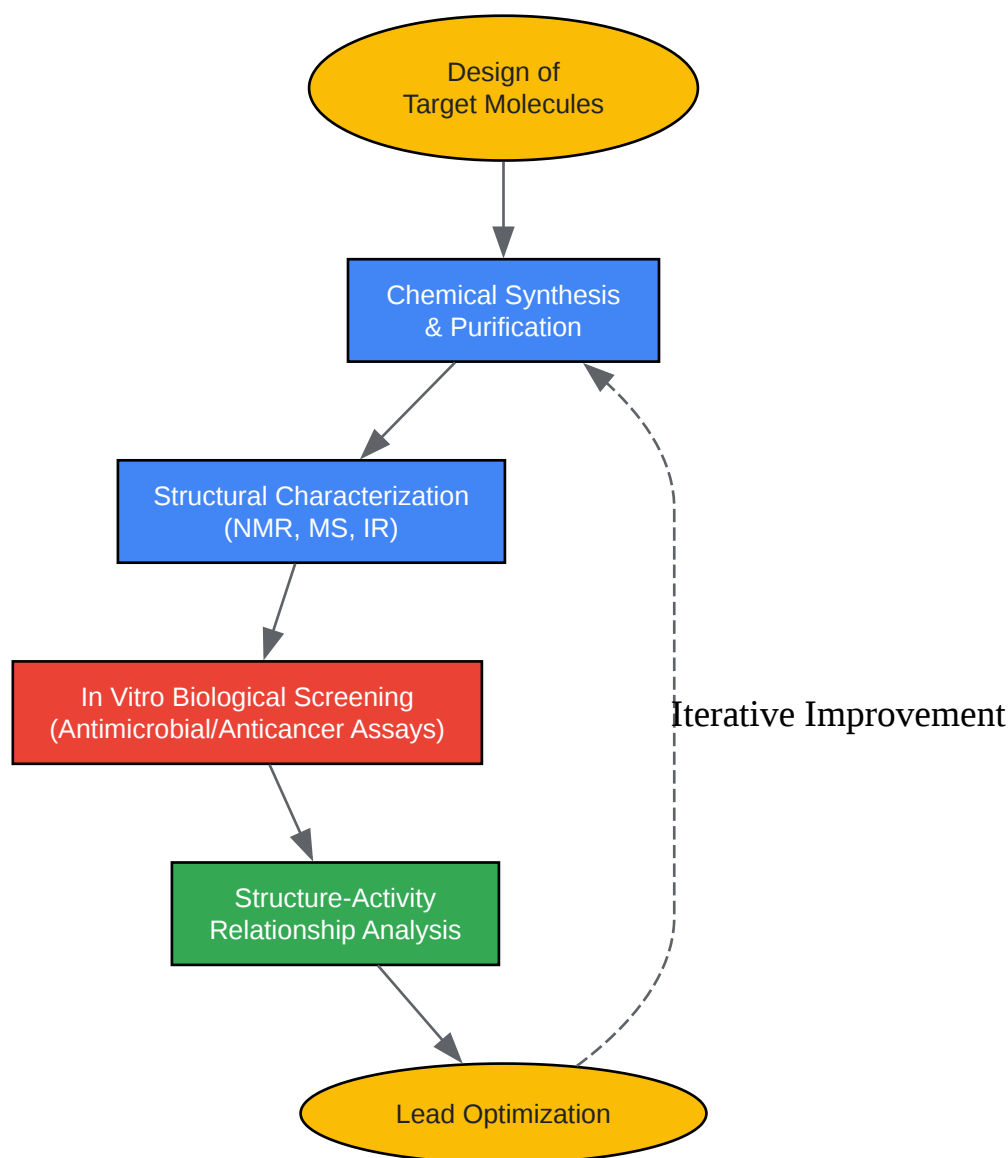 Design of
Target Molecules
Chemical Synthesis
& Purification
Structural Characterization
(NMR, MS, IR)
In Vitro Biological Screening
(Antimicrobial/Anticancer Assays)
Iterative Improvement
Structure-Activity
Relationship Analysis
Lead Optimization